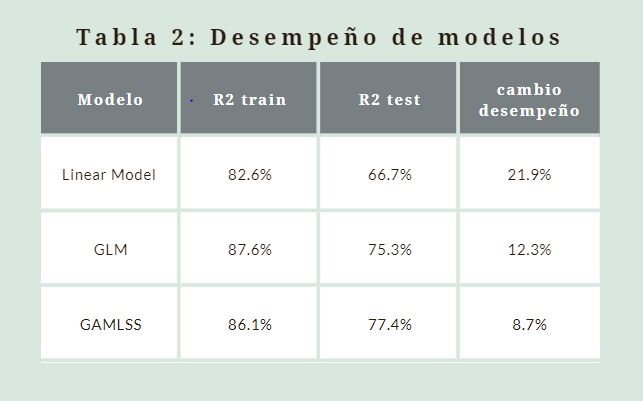 Tabla 2: Desempeño de modelos
Modelo R2 train R2 test cambio desempeño
Linear Model 82.6% 66.7% 21.9%
GLM 87.6% 75.3% 12.3%
GAMLSS 86.1% 77.4% 8.7%